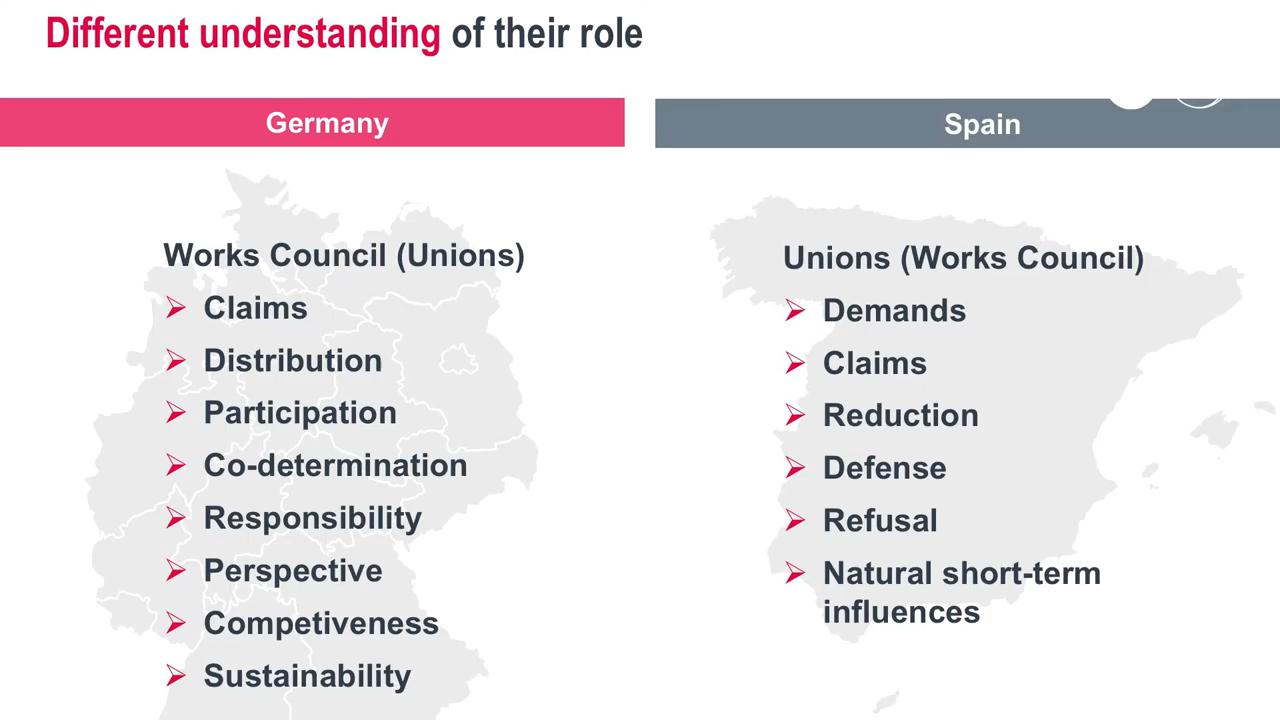 Different understanding of their role
Germany
Works Council (Unions)
Claims
Distribution
Participation
Co-determination
Responsibility
Perspective
Competiveness
Sustainability
Spain
Unions (Works Council)
Demands
Claims
Reduction
Defense
Refusal
Natural short-term
influences